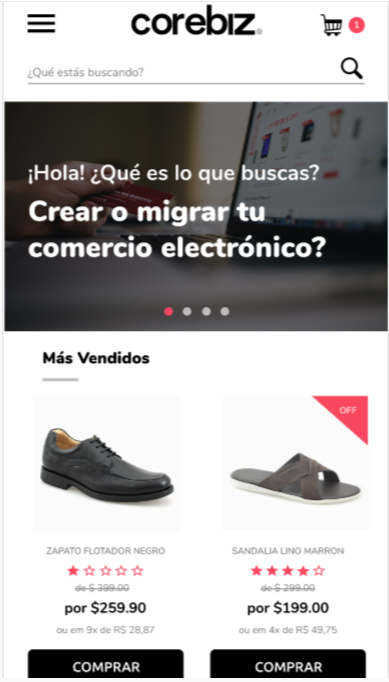 corebiz.
1
¿Qué estás buscando?
¡Hola! ¿Qué es lo que buscas?
Crear o migrar tu
comercio electrónico?
Más Vendidos
OFF
ZAPATO FLOTADOR NEGRO
de $ 399.00
por $259.90
ou em 9x de R$ 28,87
COMPRAR
SANDALIA LINO MARRON
de $ 299.00
por $199.00
ou em 4x de R$ 49,75
COMPRAR